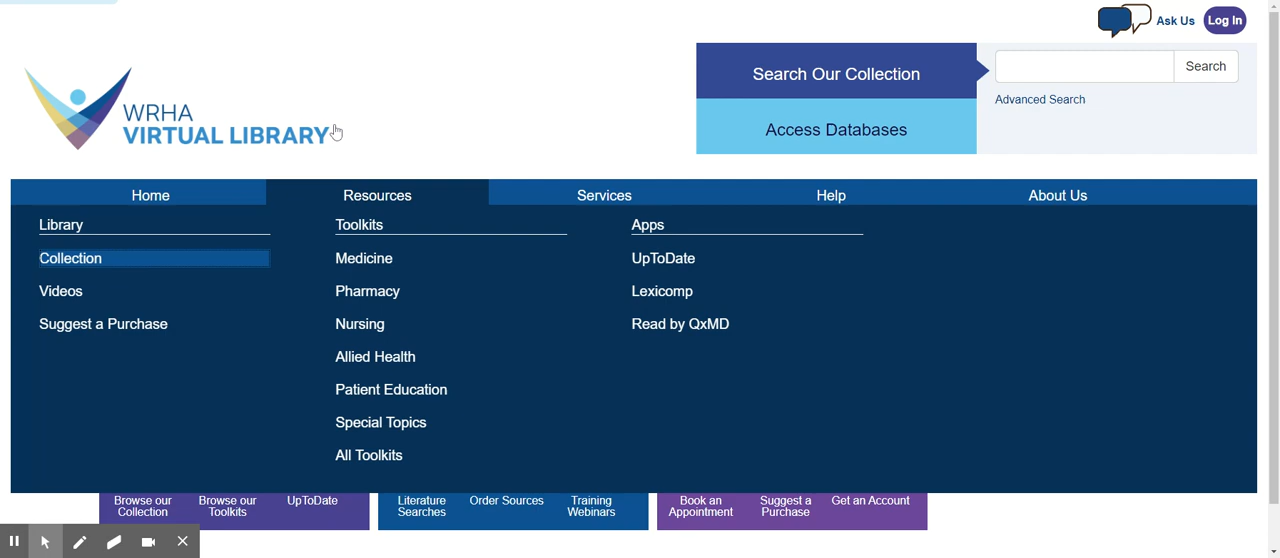 Ask Us
Log In
WRHA
VIRTUAL LIBRARY
Search Our Collection
Search
Advanced Search
Access Databases
Home
Resources
Services
Help
About Us
Library
Collection
Videos
Suggest a Purchase
Toolkits
Medicine
Pharmacy
Nursing
Allied Health
Patient Education
Special Topics
All Toolkits
Apps
UpToDate
Lexicomp
Read by QxMD
Browse our
Collection
Browse our
Toolkits
UpToDate
Literature
Searches
Order Sources
Training
Webinars
Book an
Appointment
Suggest a
Purchase
Get an Account